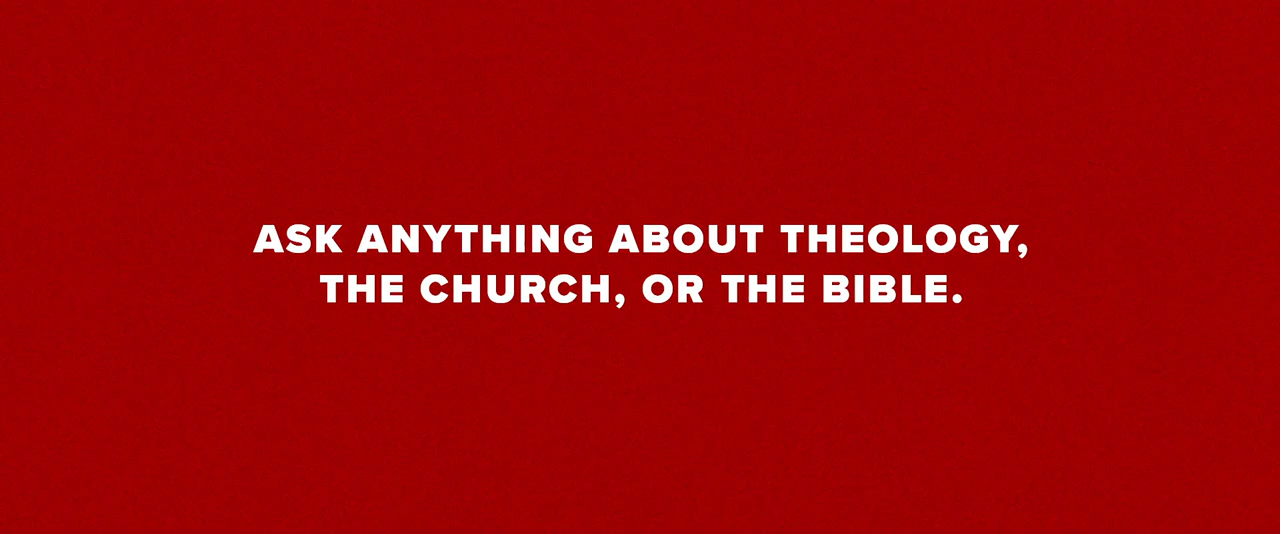 ASK ANYTHING ABOUT THEOLOGY,
THE CHURCH, OR THE BIBLE.